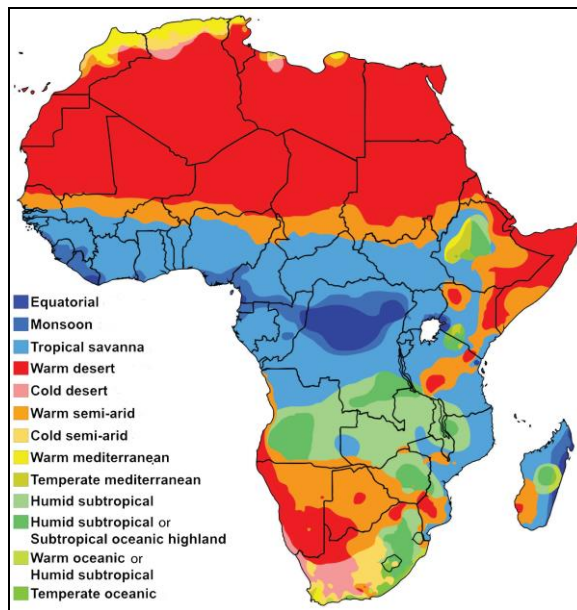 Equatorial
Monsoon
Tropical savanna
Warm desert
Cold desert
Warm semi-arid
Cold semi-arid
Warm mediterranean
Temperate mediterranean
Humid subtropical
Humid subtropical or
Subtropical oceanic highland
Warm oceanic or
Humid subtropical
Temperate oceanic